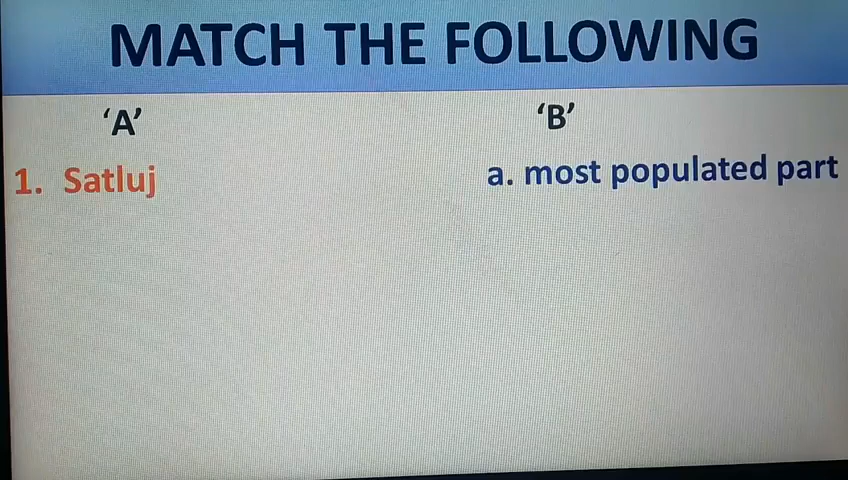 MATCH THE FOLLOWING
‘A’ ‘B’
1. Satluj a. most populated part